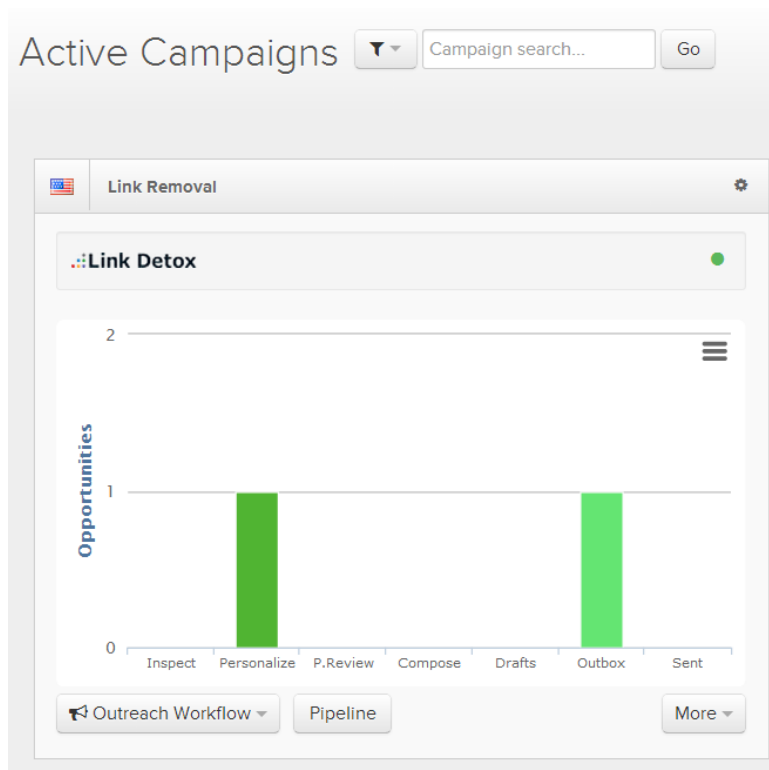 Active Campaigns Campaign search... Go
Link Removal
Link Detox
2
Opportunities
1
0
Inspect Personalize P.Review Compose Drafts Outbox Sent
Outreach Workflow Pipeline More